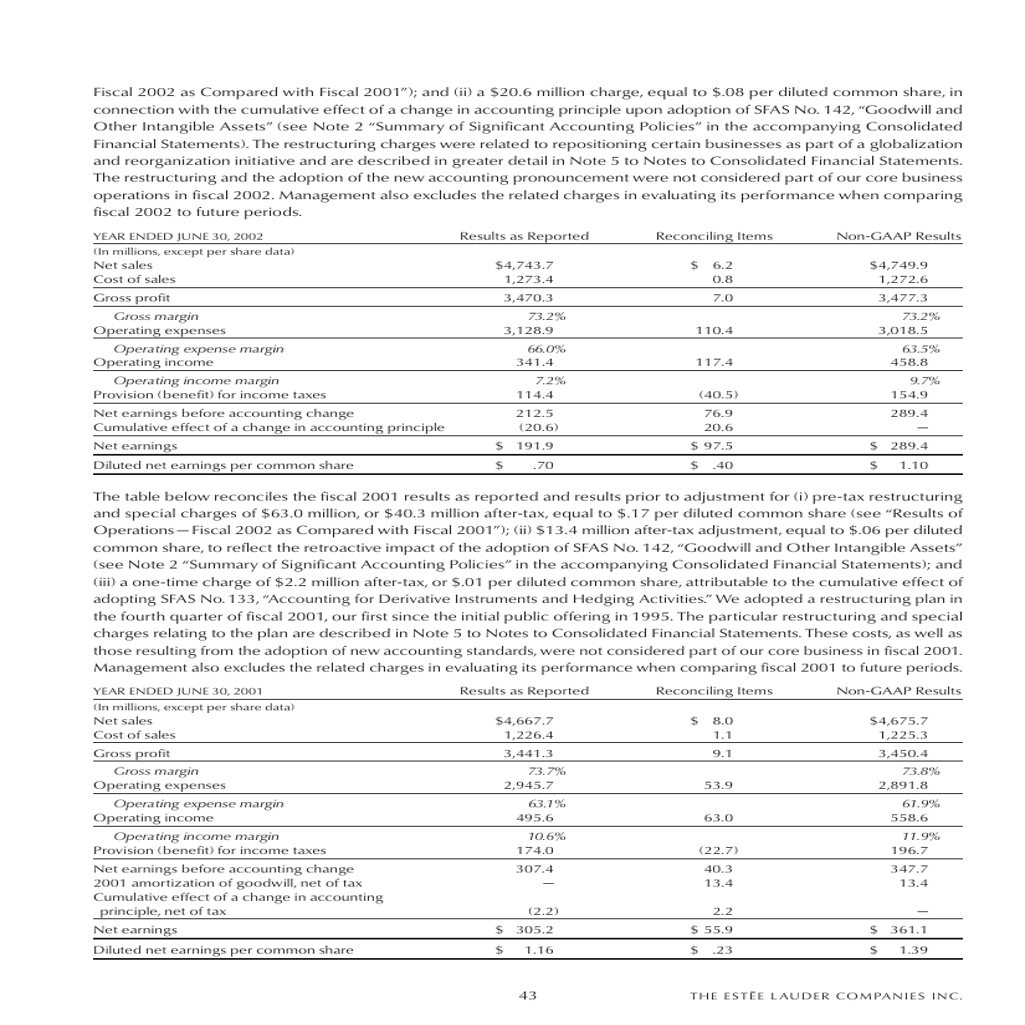 Fiscal 2002 as Compared with Fiscal 2001”); and (ii) a $20.6 million charge, equal to $.08 per diluted common share, in
connection with the cumulative effect of a change in accounting principle upon adoption of SFAS No. 142, “Goodwill and
Other Intangible Assets” (see Note 2 “Summary of Significant Accounting Policies” in the accompanying Consolidated
Financial Statements). The restructuring charges were related to repositioning certain businesses as part of a globalization
and reorganization initiative and are described in greater detail in Note 5 to Notes to Consolidated Financial Statements.
The restructuring and the adoption of the new accounting pronouncement were not considered part of our core business
operations in fiscal 2002. Management also excludes the related charges in evaluating its performance when comparing
fiscal 2002 to future periods.
YEAR ENDED JUNE 30, 2002 Results as Reported Reconciling Items Non-GAAP Results
(In millions, except per share data)
Net sales $4,743.7 $ 6.2 $4,749.9
Cost of sales 1,273.4 0.8 1,272.6
Gross profit 3,470.3 7.0 3,477.3
Gross margin 73.2% 73.2%
Operating expenses 3,128.9 110.4 3,018.5
Operating expense margin 66.0% 63.5%
Operating income 341.4 117.4 458.8
Operating income margin 7.2% 9.7%
Provision (benefit) for income taxes 114.4 (40.5) 154.9
Net earnings before accounting change 212.5 76.9 289.4
Cumulative effect of a change in accounting principle (20.6) 20.6 —
Net earnings $ 191.9 $ 97.5 $ 289.4
Diluted net earnings per common share $ .70 $ .40 $ 1.10
The table below reconciles the fiscal 2001 results as reported and results prior to adjustment for (i) pre-tax restructuring
and special charges of $63.0 million, or $40.3 million after-tax, equal to $.17 per diluted common share (see “Results of
Operations—Fiscal 2002 as Compared with Fiscal 2001”); (ii) $13.4 million after-tax adjustment, equal to $.06 per diluted
common share, to reflect the retroactive impact of the adoption of SFAS No. 142, “Goodwill and Other Intangible Assets”
(see Note 2 “Summary of Significant Accounting Policies” in the accompanying Consolidated Financial Statements); and
(iii) a one-time charge of $2.2 million after-tax, or $.01 per diluted common share, attributable to the cumulative effect of
adopting SFAS No. 133, “Accounting for Derivative Instruments and Hedging Activities.” We adopted a restructuring plan in
the fourth quarter of fiscal 2001, our first since the initial public offering in 1995. The particular restructuring and special
charges relating to the plan are described in Note 5 to Notes to Consolidated Financial Statements. These costs, as well as
those resulting from the adoption of new accounting standards, were not considered part of our core business in fiscal 2001.
Management also excludes the related charges in evaluating its performance when comparing fiscal 2001 to future periods.
YEAR ENDED JUNE 30, 2001 Results as Reported Reconciling Items Non-GAAP Results
(In millions, except per share data)
Net sales $4,667.7 $ 8.0 $4,675.7
Cost of sales 1,226.4 1.1 1,225.3
Gross profit 3,441.3 9.1 3,450.4
Gross margin 73.7% 73.8%
Operating expenses 2,945.7 53.9 2,891.8
Operating expense margin 63.1% 61.9%
Operating income 495.6 63.0 558.6
Operating income margin 10.6% 11.9%
Provision (benefit) for income taxes 174.0 (22.7) 196.7
Net earnings before accounting change 307.4 40.3 347.7
2001 amortization of goodwill, net of tax — 13.4 13.4
Cumulative effect of a change in accounting
principle, net of tax (2.2) 2.2 —
Net earnings $ 305.2 $ 55.9 $ 361.1
Diluted net earnings per common share $ 1.16 $ .23 $ 1.39
43 THE ESTĒE LAUDER COMPANIES INC.